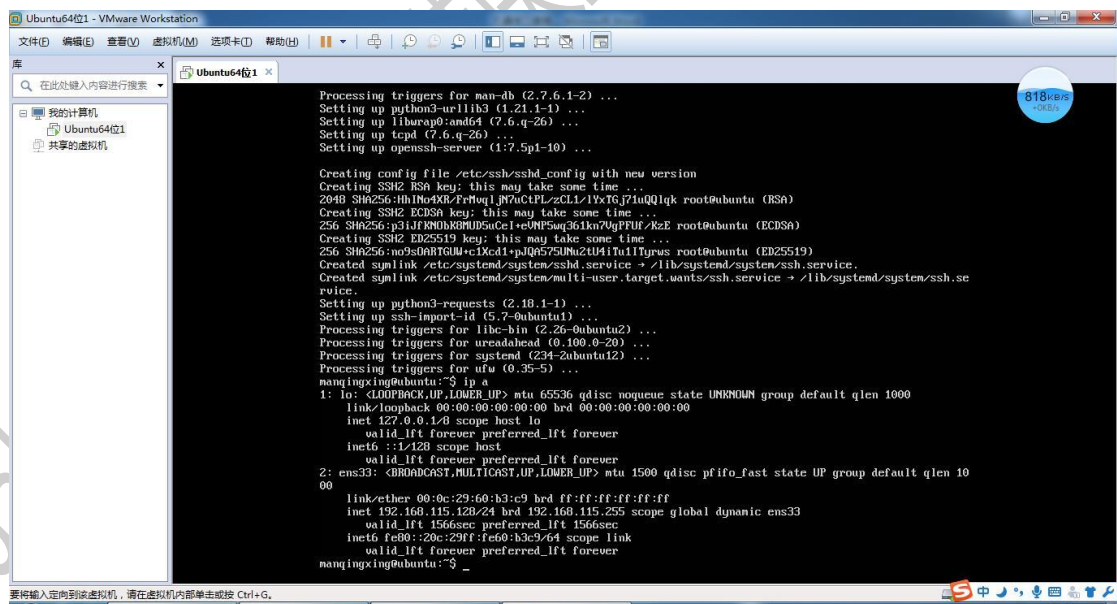 Ubuntu64位1 - VMware Workstation
文件(F) 编辑(E) 查看(V) 虚拟机(M) 选项卡(T) 帮助(H)
库
在此处键入内容进行搜索
我的计算机
Ubuntu64位1
共享的虚拟机
Ubuntu64位1
818KB/s
+0KB/s
Processing triggers for man-db (2.7.6.1-2) ...
Setting up python3-urllib3 (1.21.1-1) ...
Setting up libwrap0:amd64 (7.6.q-26) ...
Setting up tcpd (7.6.q-26) ...
Setting up openssh-server (1:7.5p1-10) ...
Creating config file /etc/ssh/sshd_config with new version
Creating SSH2 RSA key; this may take some time ...
2048 (RSA)
Creating SSH2 ECDSA key; this may take some time ...
256 root@ubuntu (ECDSA)
Creating SSH2 ED25519 key; this may take some time ...
256 root@ubuntu (ED25519)
Created symlink /etc/systemd/system/sshd.service → /lib/systemd/system/ssh.service.
Created symlink /etc/systemd/system/multi-user.target.wants/ssh.service → /lib/systemd/system/ssh.se
rvice.
Setting up python3-requests (2.18.1-1) ...
Setting up ssh-import-id (5.7-0ubuntu1) ...
Processing triggers for libc-bin (2.26-0ubuntu2) ...
Processing triggers for ureadahead (0.100.0-20) ...
Processing triggers for systemd (234-2ubuntu12) ...
Processing triggers for ufw (0.35-5) ...
manqingxing@ubuntu:~$ ip a
1: lo: <LOOPBACK,UP,LOWER_UP> mtu 65536 qdisc noqueue state UNKNOWN group default qlen 1000
link/loopback 00:00:00:00:00:00 brd 00:00:00:00:00:00
inet 127.0.0.1/8 scope host lo
valid_lft forever preferred_lft forever
inet6 ::1/128 scope host
valid_lft forever preferred_lft forever
2: ens33: <BROADCAST,MULTICAST,UP,LOWER_UP> mtu 1500 qdisc pfifo_fast state UP group default qlen 10
00
link/ether 00:0c:29:60:b3:c9 brd ff:ff:ff:ff:ff:ff
inet 192.168.115.128/24 brd 192.168.115.255 scope global dynamic ens33
valid_lft 1566sec preferred_lft 1566sec
inet6 fe80::20c:29ff:fe60:b3c9/64 scope link
valid_lft forever preferred_lft forever
manqingxing@ubuntu:~$ _
要将输入定向到该虚拟机，请在虚拟机内部单击或按 Ctrl+G。
中